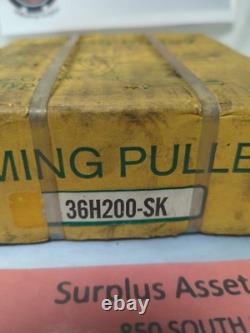 MING PULLE
36H200-SK
Surplus Asset
850 SOUTH